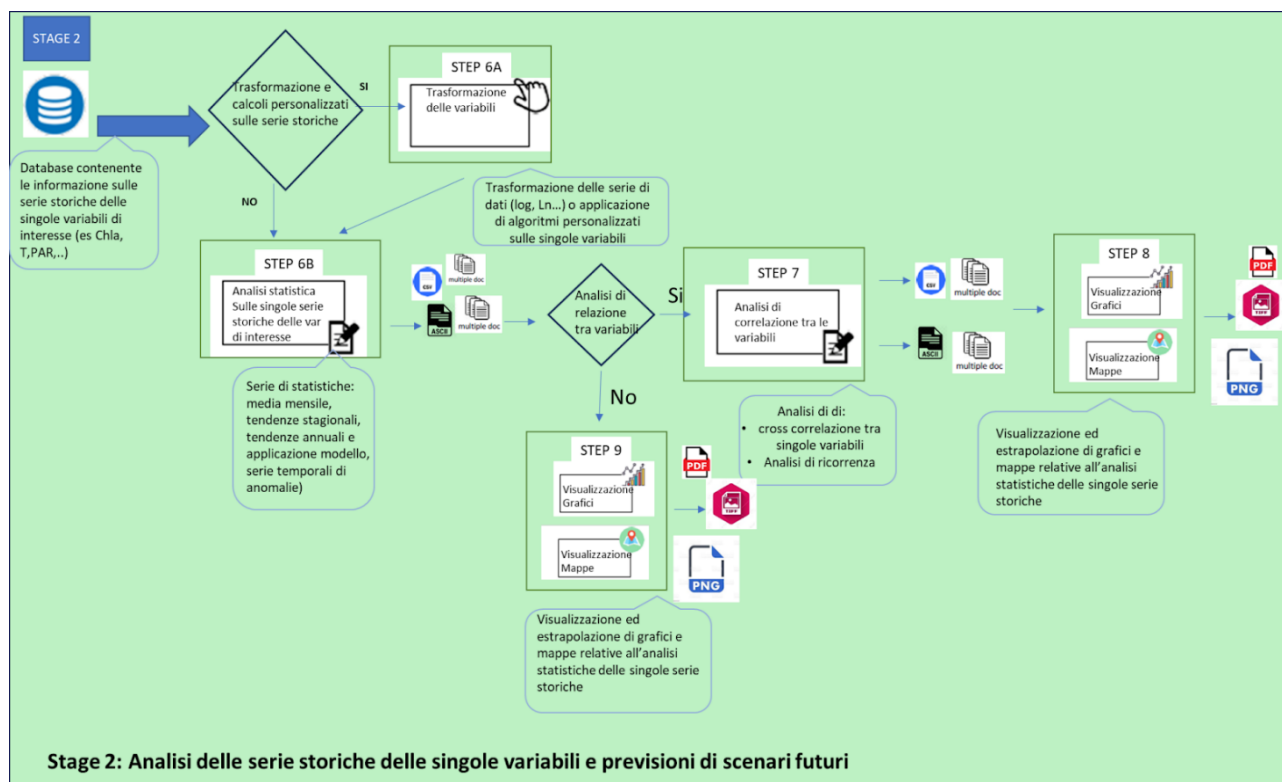 STAGE 2
Trasformazione e
calcoli personalizzati
sulle serie storiche
SI
STEP 6A
Trasformazione
delle variabili
Database contenente
le informazione sulle
serie storiche delle
singole variabili di
interesse (es Chla,
T,PAR,..)
NO
Trasformazione delle serie di
dati (log, Ln...) o applicazione
di algoritmi personalizzati
sulle singole variabili
STEP 6B
Analisi statistica
Sulle singole serie
storiche delle var
di interesse
CSV
multiple doc
ASCII
multiple doc
Analisi di
relazione
tra variabili
Si
STEP 7
Analisi di
correlazione tra le
variabili
CSV
multiple doc
ASCII
multiple doc
STEP 8
Visualizzazione
Grafici
Visualizzazione
Mappe
PDF
TIFF
PNG
Serie di statistiche:
media mensile,
tendenze stagionali,
tendenze annuali e
applicazione modello,
serie temporali di
anomalie)
No
Analisi di di:
• cross correlazione tra
singole variabili
• Analisi di ricorrenza
Visualizzazione ed
estrapolazione di grafici e
mappe relative all'analisi
statistiche delle singole serie
storiche
STEP 9
Visualizzazione
Grafici
Visualizzazione
Mappe
PDF
TIFF
PNG
Visualizzazione ed
estrapolazione di grafici e
mappe relative all'analisi
statistiche delle singole serie
storiche
Stage 2: Analisi delle serie storiche delle singole variabili e previsioni di scenari futuri